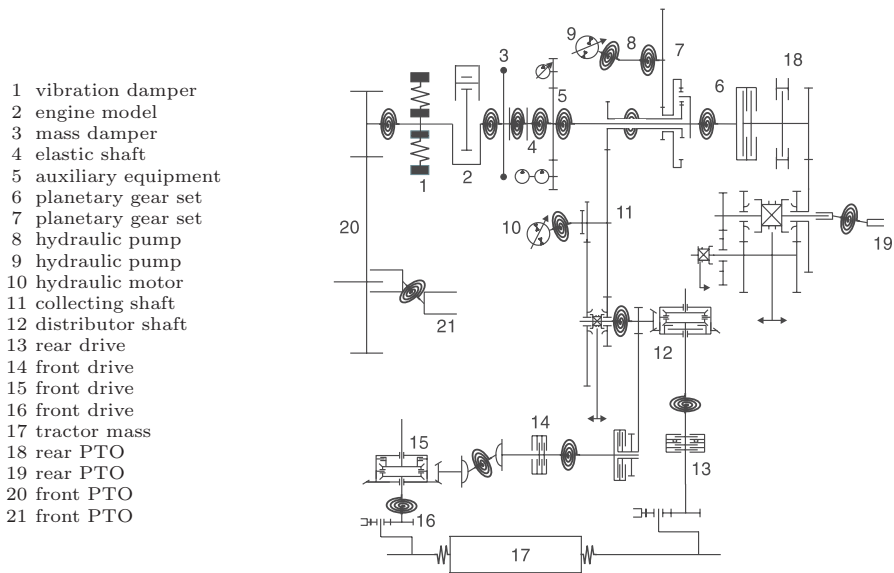 1 vibration damper
2 engine model
3 mass damper
4 elastic shaft
5 auxiliary equipment
6 planetary gear set
7 planetary gear set
8 hydraulic pump
9 hydraulic pump
10 hydraulic motor
11 collecting shaft
12 distributor shaft
13 rear drive
14 front drive
15 front drive
16 front drive
17 tractor mass
18 rear PTO
19 rear PTO
20 front PTO
21 front PTO
9
8
7
3
18
6
5
4
1
2
11
10
20
19
21
12
14
15
13
16
17